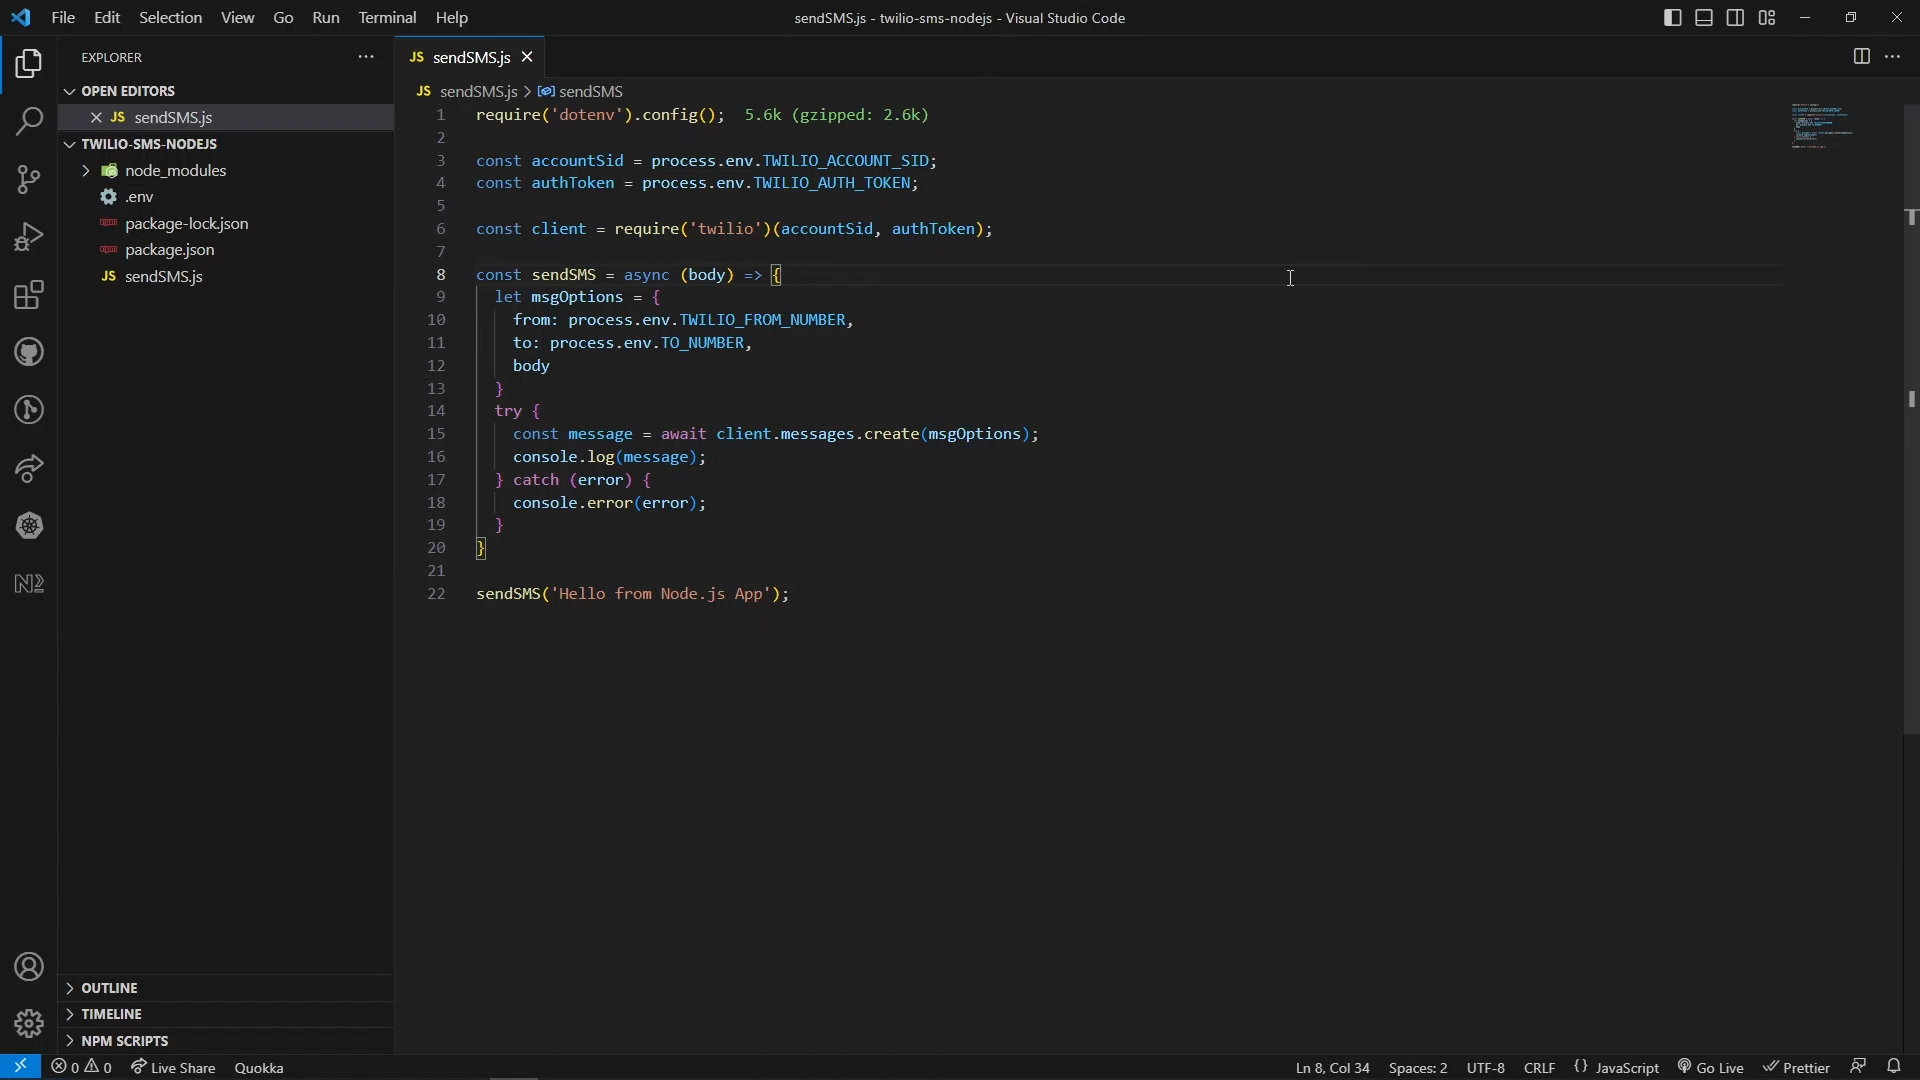 File Edit Selection View Go Run Terminal Help
sendSMS.js - twilio-sms-nodejs - Visual Studio Code
EXPLORER
OPEN EDITORS
JS sendSMS.js
TWILIO-SMS-NODEJS
node_modules
.env
package-lock.json
package.json
JS sendSMS.js
OUTLINE
TIMELINE
NPM SCRIPTS
JS sendSMS.js
JS sendSMS.js > sendSMS
1 require('dotenv').config(); 5.6k (gzipped: 2.6k)
2
3 const accountSid = process.env.TWILIO_ACCOUNT_SID;
4 const authToken = process.env.TWILIO_AUTH_TOKEN;
5
6 const client = require('twilio')(accountSid, authToken);
7
8 const sendSMS = async (body) => {
9 let msgOptions = {
10 from: process.env.TWILIO_FROM_NUMBER,
11 to: process.env.TO_NUMBER,
12 body
13 }
14 try {
15 const message = await client.messages.create(msgOptions);
16 console.log(message);
17 } catch (error) {
18 console.error(error);
19 }
20 }
21
22 sendSMS('Hello from Node.js App');
0 0 Live Share Quokka
Ln 8, Col 34 Spaces: 2 UTF-8 CRLF {} JavaScript Go Live Prettier